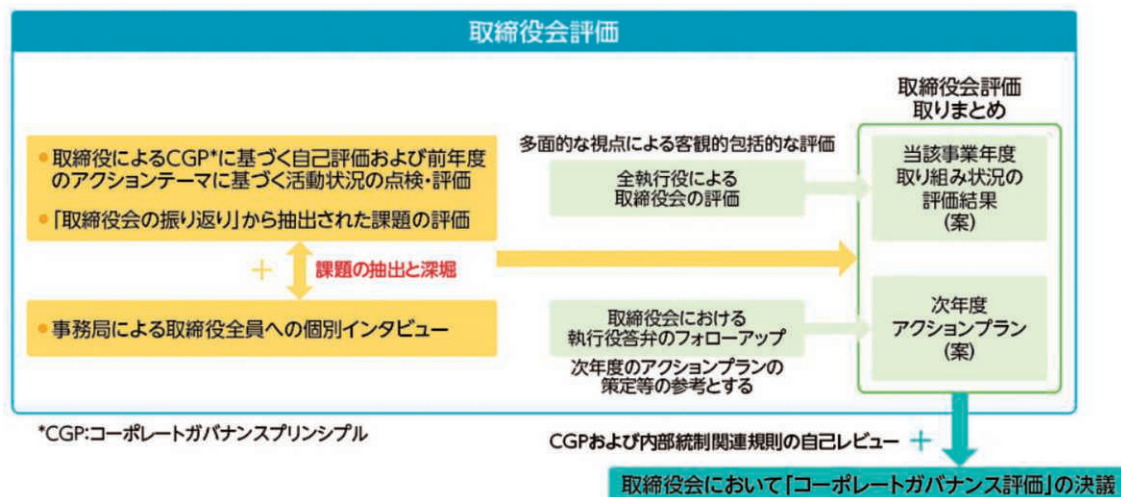 取締役会評価
取締役会評価
取りまとめ
• 取締役によるCGP*に基づく自己評価および前年度
のアクションテーマに基づく活動状況の点検・評価
• 「取締役会の振り返り」から抽出された課題の評価
+ 課題の抽出と深堀
• 事務局による取締役全員への個別インタビュー
多面的な視点による客観的包括的な評価
全執行役による
取締役会の評価
当該事業年度
取り組み状況の
評価結果
(案)
取締役会における
執行役答弁のフォローアップ
次年度のアクションプランの
策定等の参考とする
次年度
アクションプラン
(案)
*CGP:コーポレートガバナンスプリンシプル
CGPおよび内部統制関連規則の自己レビュー +
取締役会において「コーポレートガバナンス評価」の決議